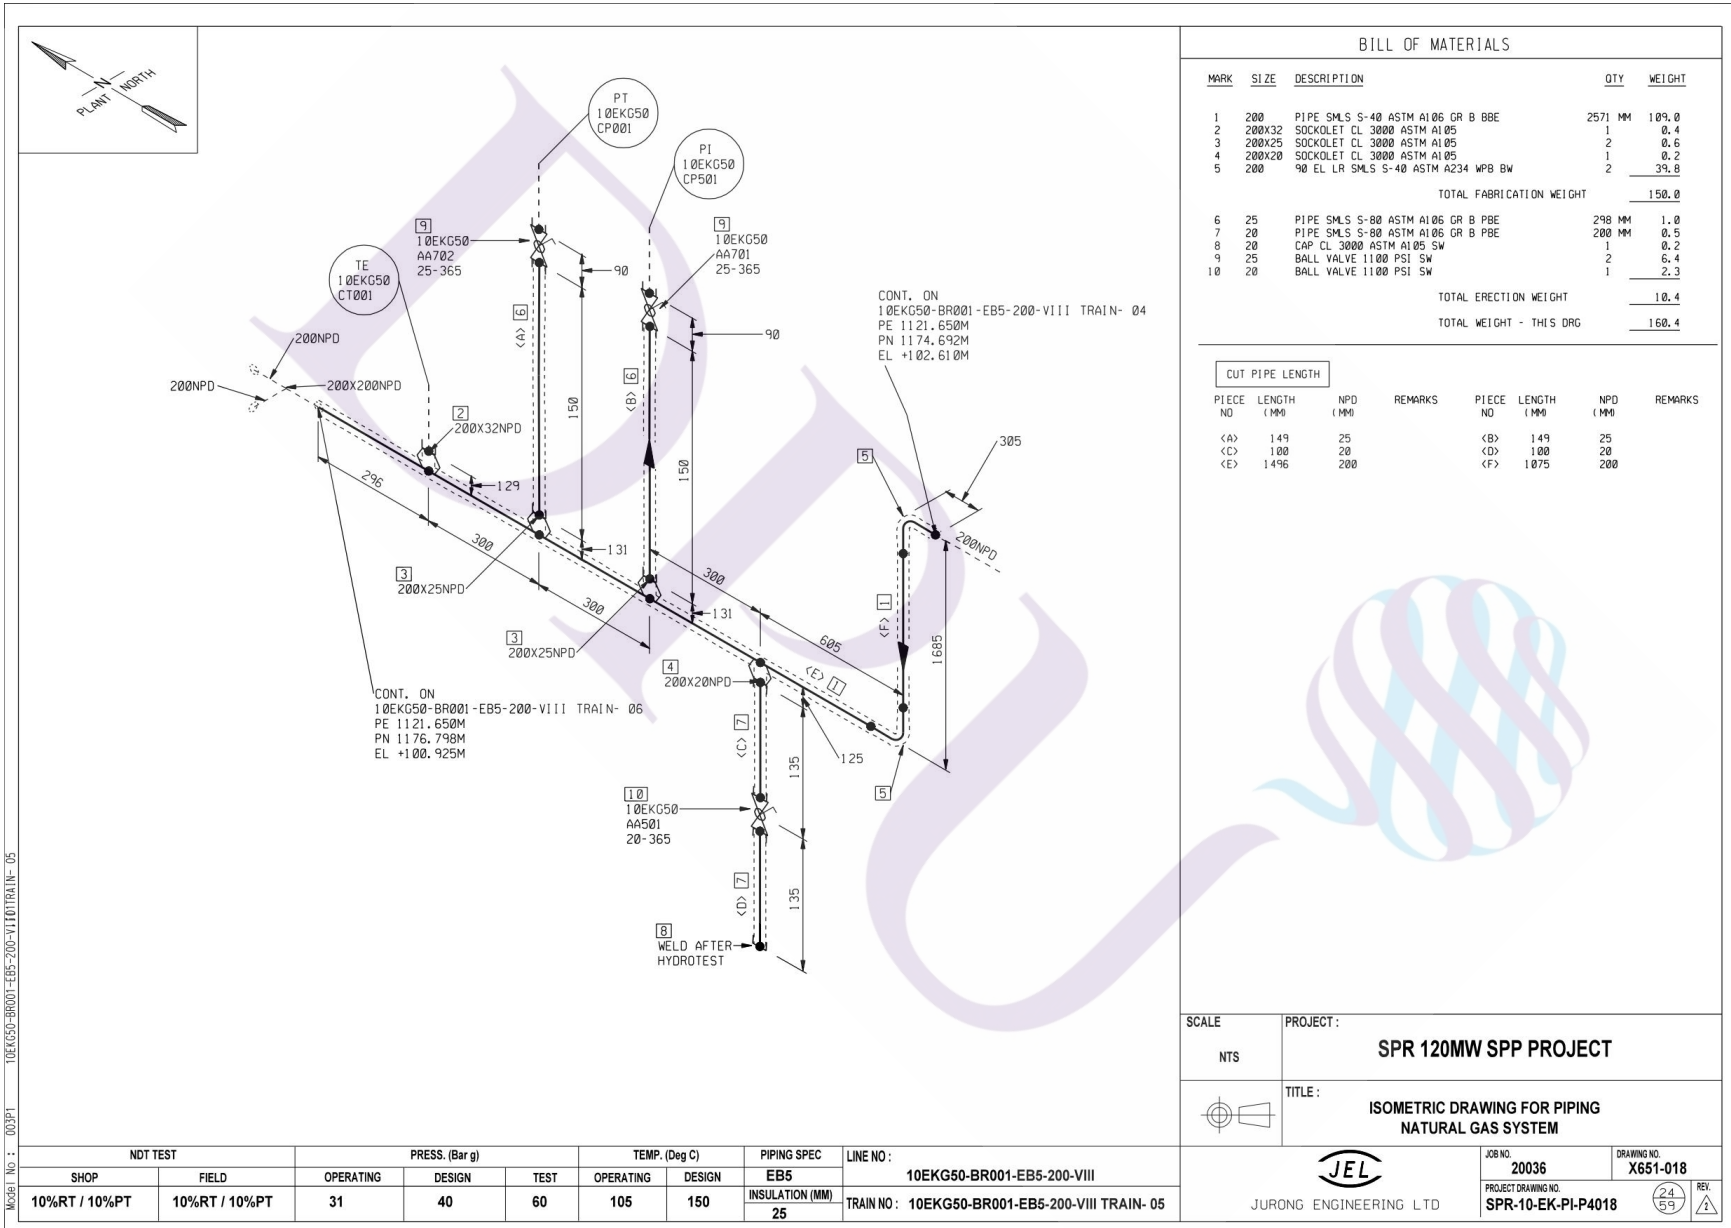 N
PLANT NORTH
PT
10EKG50
CP001
PI
10EKG50
CP501
TE
10EKG50
CT001
9
10EKG50
AA702
25-365
9
10EKG50
AA701
25-365
90
90
<A> 6
<B> 6
150
150
200NPD
200NPD
200X200NPD
2
200X32NPD
296
129
300
131
3
200X25NPD
300
131
3
200X25NPD
300
4
200X20NPD
605
<E> 1
125
CONT. ON
10EKG50-BR001-EB5-200-VIII TRAIN- 04
PE 1121.650M
PN 1174.692M
EL +102.610M
5
305
200NPD
<F> 1
1685
5
CONT. ON
10EKG50-BR001-EB5-200-VIII TRAIN- 06
PE 1121.650M
PN 1176.798M
EL +100.925M
<C> 7
135
10
10EKG50
AA501
20-365
<D> 7
135
8
WELD AFTER
HYDROTEST
BILL OF MATERIALS
MARK SIZE DESCRIPTION QTY WEIGHT
1 200 PIPE SMLS S-40 ASTM A106 GR B BBE 2571 MM 109.0
2 200X32 SOCKOLET CL 3000 ASTM A105 1 0.4
3 200X25 SOCKOLET CL 3000 ASTM A105 2 0.6
4 200X20 SOCKOLET CL 3000 ASTM A105 1 0.2
5 200 90 EL LR SMLS S-40 ASTM A234 WPB BW 2 39.8
TOTAL FABRICATION WEIGHT 150.0
6 25 PIPE SMLS S-80 ASTM A106 GR B PBE 298 MM 1.0
7 20 PIPE SMLS S-80 ASTM A106 GR B PBE 200 MM 0.5
8 20 CAP CL 3000 ASTM A105 SW 1 0.2
9 25 BALL VALVE 1100 PSI SW 2 6.4
10 20 BALL VALVE 1100 PSI SW 1 2.3
TOTAL ERECTION WEIGHT 10.4
TOTAL WEIGHT - THIS DRG 160.4
CUT PIPE LENGTH
PIECE LENGTH NPD REMARKS PIECE LENGTH NPD REMARKS
NO (MM) (MM) NO (MM) (MM)
<A> 149 25 <B> 149 25
<C> 100 20 <D> 100 20
<E> 1496 200 <F> 1075 200
SCALE
NTS
PROJECT :
SPR 120MW SPP PROJECT
TITLE :
ISOMETRIC DRAWING FOR PIPING
NATURAL GAS SYSTEM
JEL
JURONG ENGINEERING LTD
JOB NO.
20036
DRAWING NO.
X651-018
PROJECT DRAWING NO.
SPR-10-EK-PI-P4018
24
59
REV.
2
NDT TEST PRESS. (Bar g) TEMP. (Deg C) PIPING SPEC
SHOP FIELD OPERATING DESIGN TEST OPERATING DESIGN EB5
10%RT / 10%PT 10%RT / 10%PT 31 40 60 105 150
INSULATION (MM)
25
LINE NO :
10EKG50-BR001-EB5-200-VIII
TRAIN NO : 10EKG50-BR001-EB5-200-VIII TRAIN- 05
Model No : 003P1